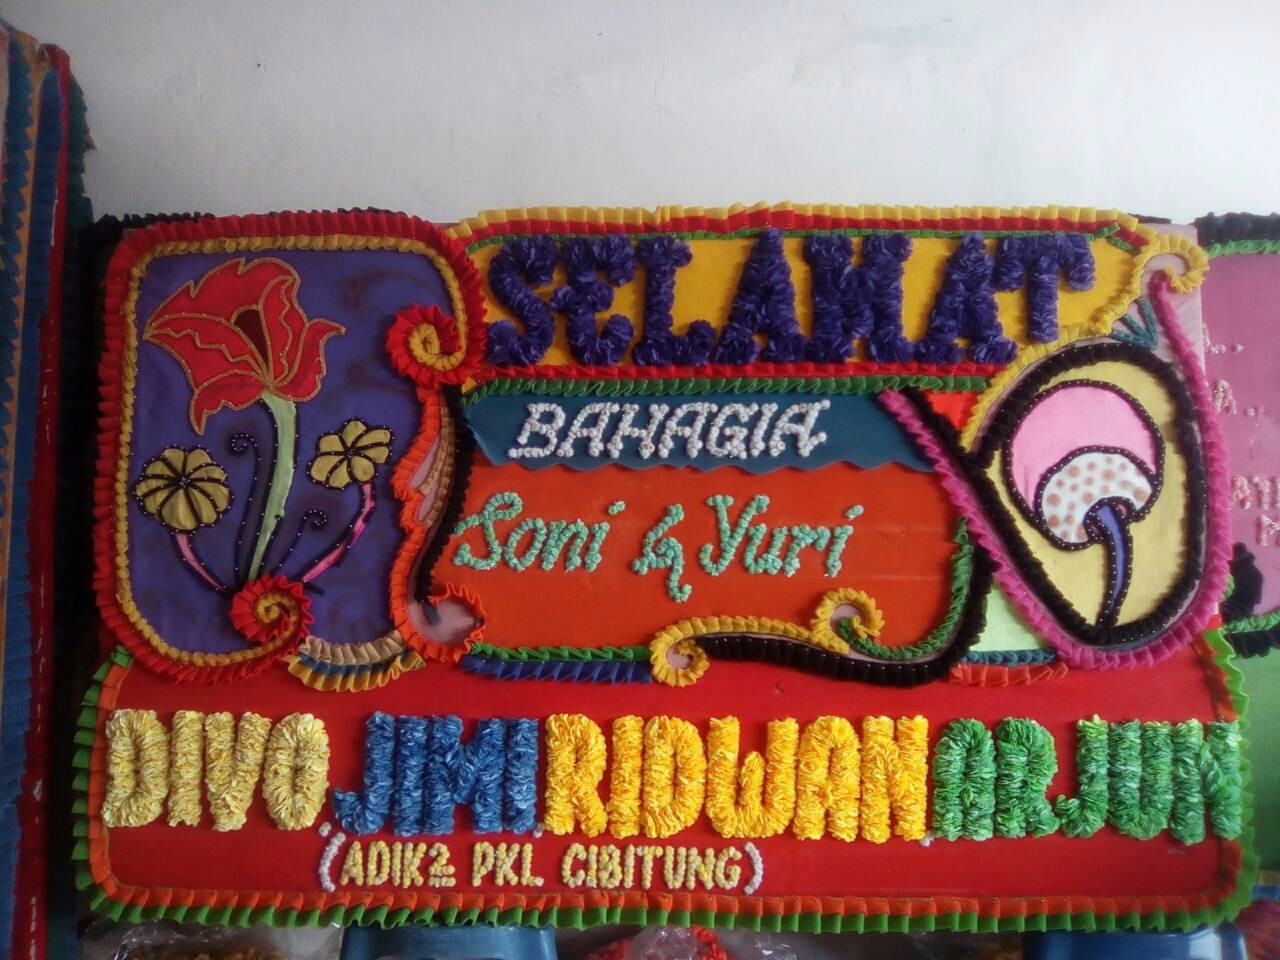 SELAMAT
BAHAGIA
Soni & Yuri
DIVO, JIMI, RIDWAN, ARJUN
(ADIK2 PKL CIBITUNG)